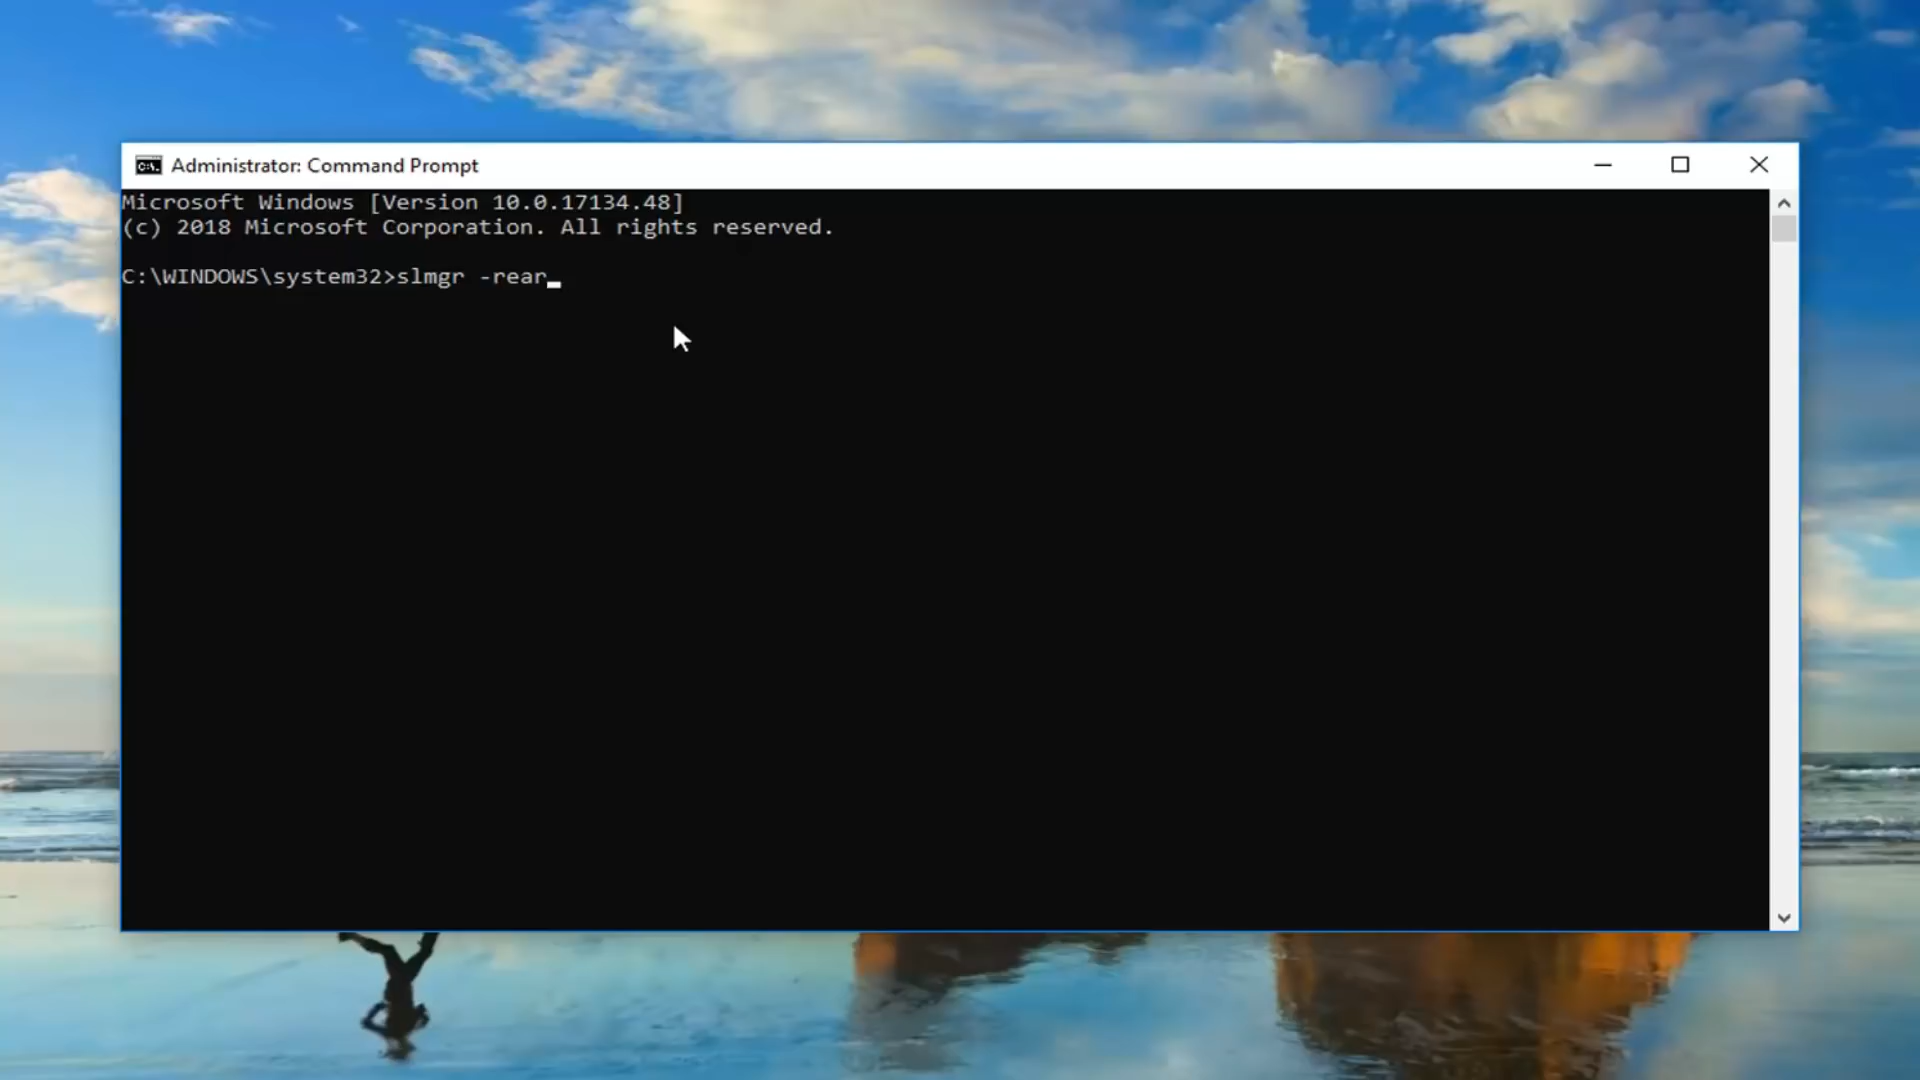 Administrator: Command Prompt
Microsoft Windows [Version 10.0.17134.48]
(c) 2018 Microsoft Corporation. All rights reserved.
C:\WINDOWS\system32>slmgr -rear